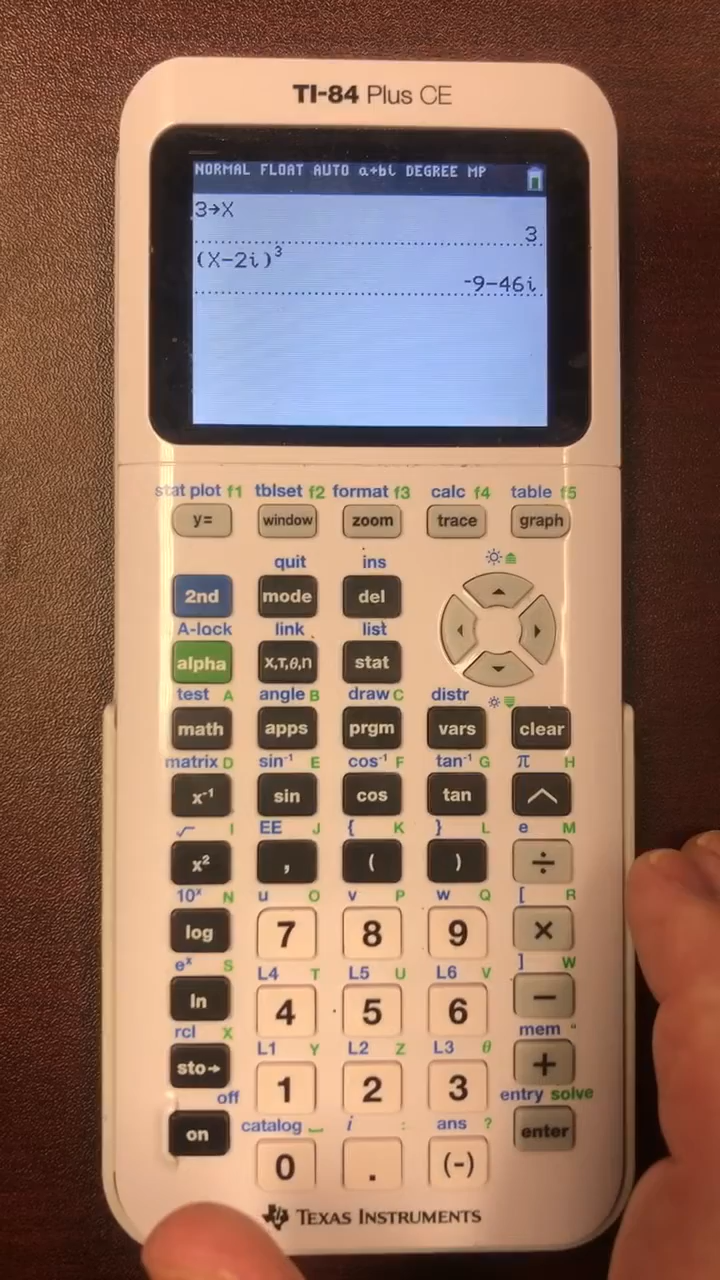 TI-84 Plus CE
NORMAL FLOAT AUTO a+bi DEGREE MP
3→X
3
(X-2i)³
-9-46i
stat plot f1 tblset f2 format f3 calc f4 table f5
y= window zoom trace graph
quit ins
2nd mode del
A-lock link list
alpha X,T,θ,n stat
test A angle B draw C distr
math apps prgm vars clear
matrix D sin⁻¹ E cos⁻¹ F tan⁻¹ G π H
x⁻¹ sin cos tan ^
√ I EE J { K } L e M
x² , ( ) ÷
10ˣ N u O v P w Q [ R
log 7 8 9 ×
eˣ S L4 T L5 U L6 V ] W
ln 4 5 6 −
rcl X L1 Y L2 Z L3 θ mem "
sto→ 1 2 3 +
off catalog ⎵ i : ans ? entry solve
on 0 . (-) enter
TEXAS INSTRUMENTS